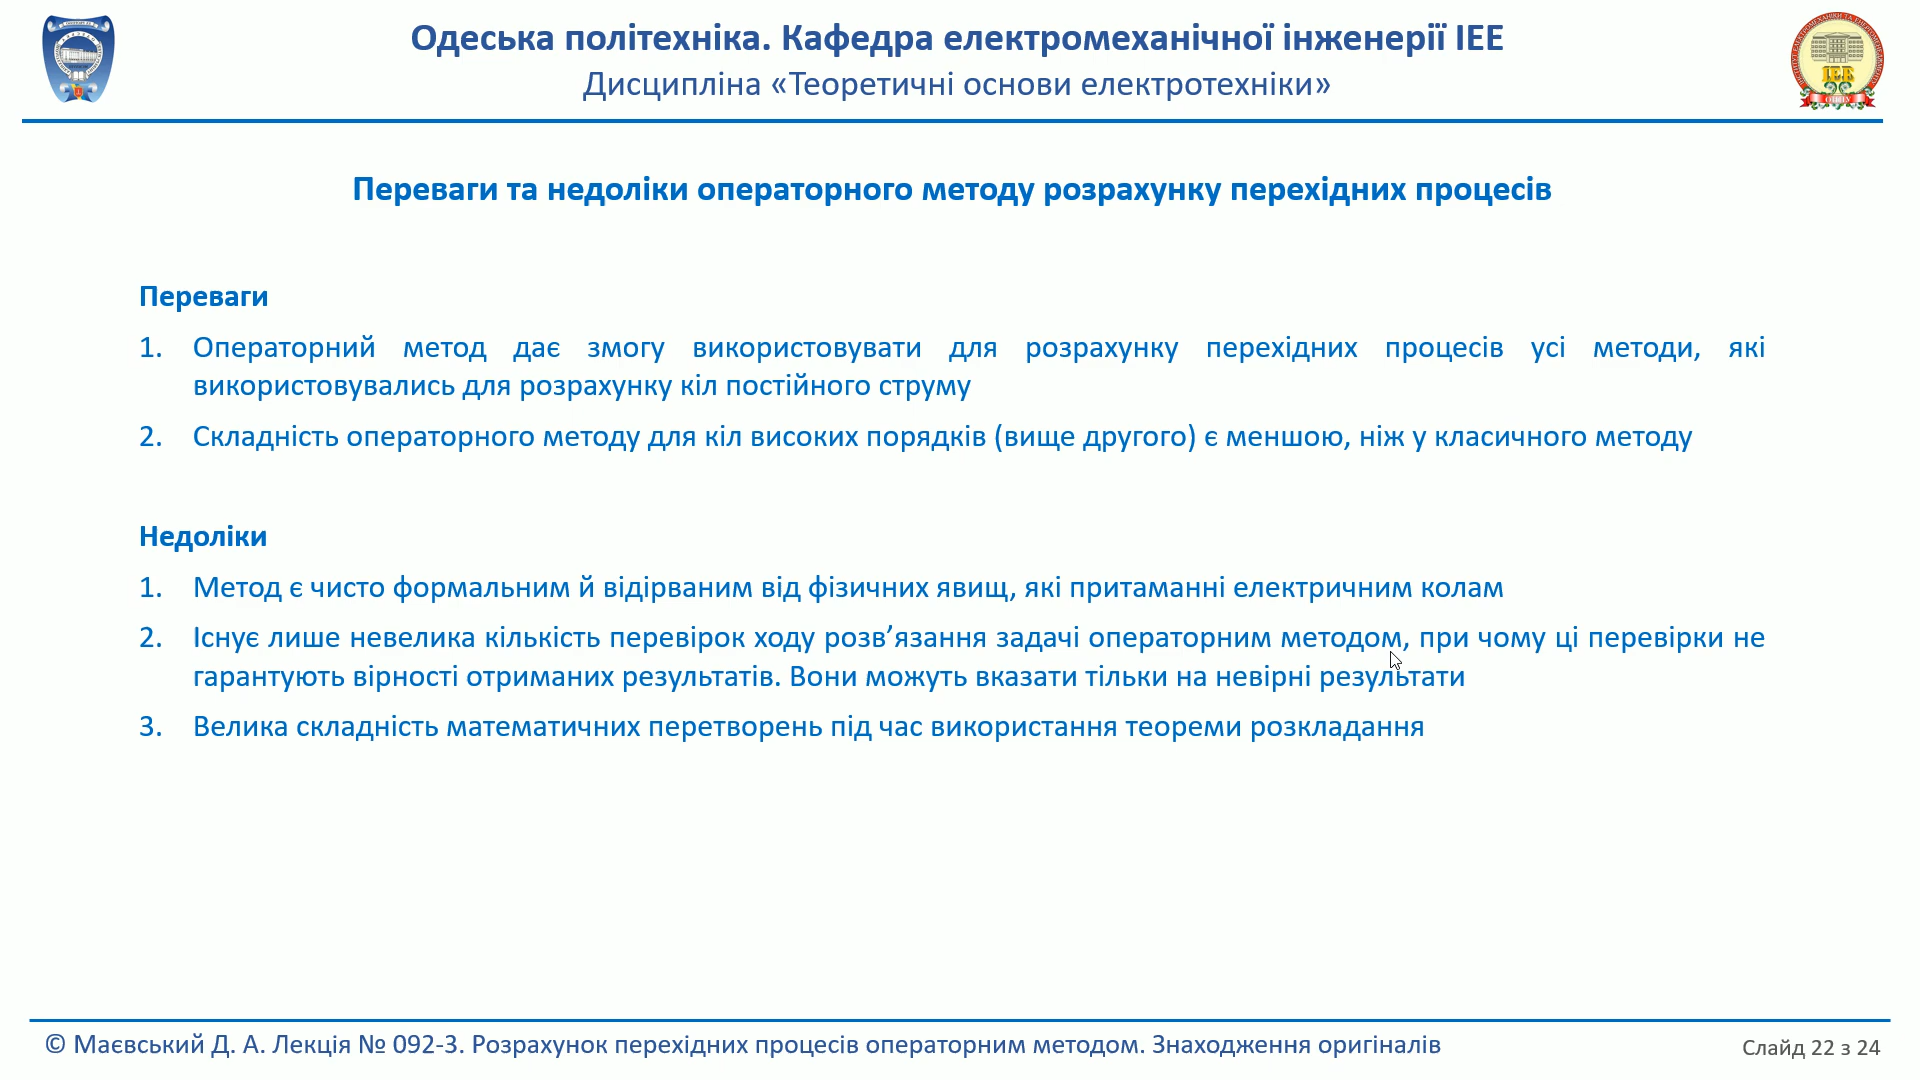 Одеська політехніка. Кафедра електромеханічної інженерії ІЕЕ
Дисципліна «Теоретичні основи електротехніки»
ІЕЕ
Переваги та недоліки операторного методу розрахунку перехідних процесів
Переваги
1. Операторний метод дає змогу використовувати для розрахунку перехідних процесів усі методи, які
використовувались для розрахунку кіл постійного струму
2. Складність операторного методу для кіл високих порядків (вище другого) є меншою, ніж у класичного методу
Недоліки
1. Метод є чисто формальним й відірваним від фізичних явищ, які притаманні електричним колам
2. Існує лише невелика кількість перевірок ходу розв’язання задачі операторним методом, при чому ці перевірки не
гарантують вірності отриманих результатів. Вони можуть вказати тільки на невірні результати
3. Велика складність математичних перетворень під час використання теореми розкладання
© Маєвський Д. А. Лекція № 092-3. Розрахунок перехідних процесів операторним методом. Знаходження оригіналів
Слайд 22 з 24